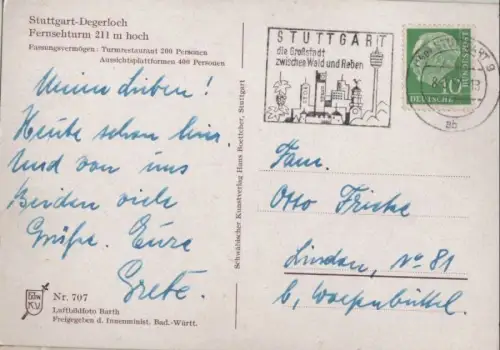 Stuttgart-Degerloch
Fernsehturm 211 m hoch
Fassungsvermögen: Turmrestaurant 200 Personen
Aussichtsplattformen 400 Personen
Meine Lieben!
Heute schon hier.
Und von uns
Beiden viele
Grüße. Eure
Grete.
Nr. 707
Luftbildfoto Barth
Freigegeben d. Innenminist. Bad.-Württ.
Schwäbischer Kunstverlag Hans Boettcher, Stuttgart
STUTTGART
die Großstadt
zwischen Wald und Reben
10
DEUTSCHE
BUNDESPOST
ab
Fam.
Otto Fricke
Linden, No 81
b, Wolfenbüttel.